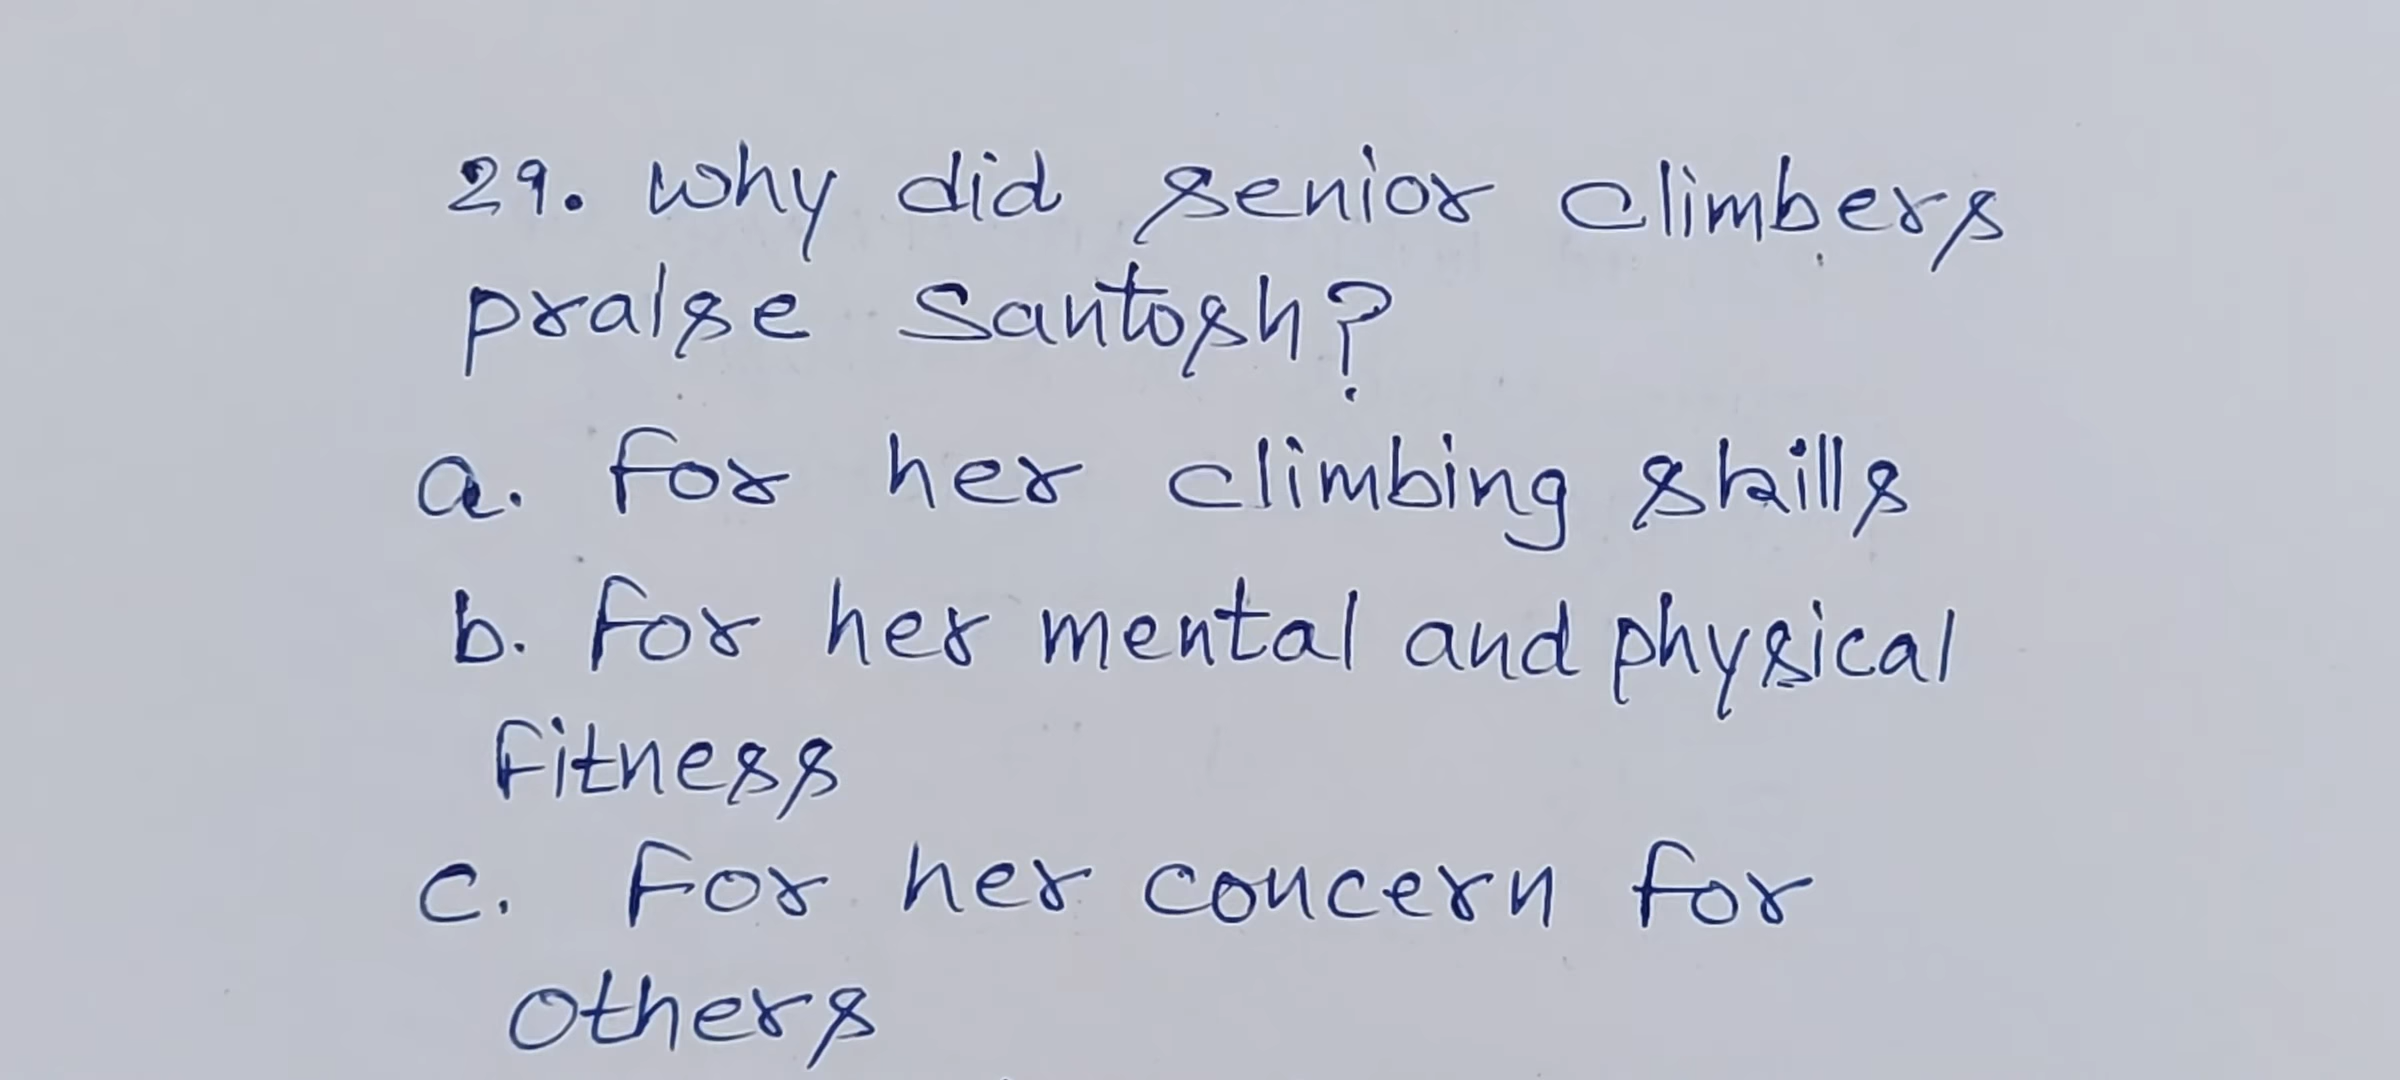 29. Why did senior climbers
praise Santosh?
a. For her climbing skills
b. For her mental and physical
fitness
c. For her concern for
others